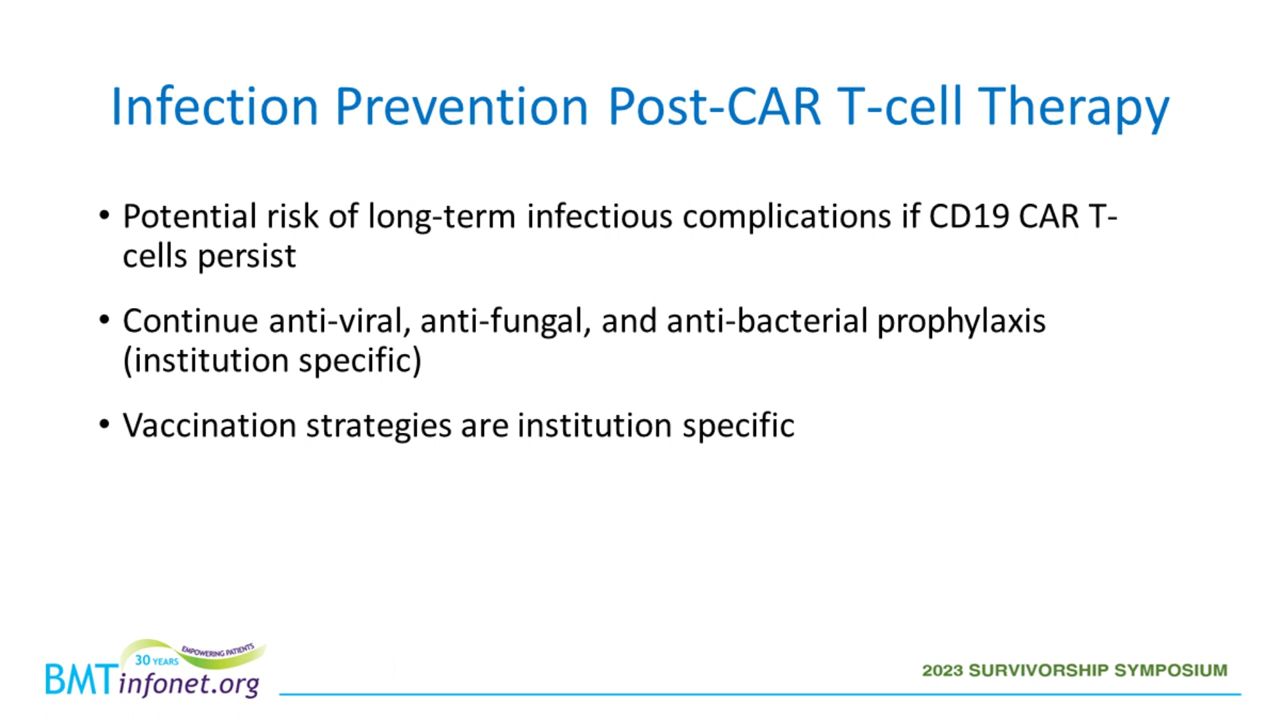 Infection Prevention Post-CAR T-cell Therapy
• Potential risk of long-term infectious complications if CD19 CAR T-
cells persist
• Continue anti-viral, anti-fungal, and anti-bacterial prophylaxis
(institution specific)
• Vaccination strategies are institution specific
EMPOWERING PATIENTS
30 YEARS
BMTinfonet.org
2023 SURVIVORSHIP SYMPOSIUM